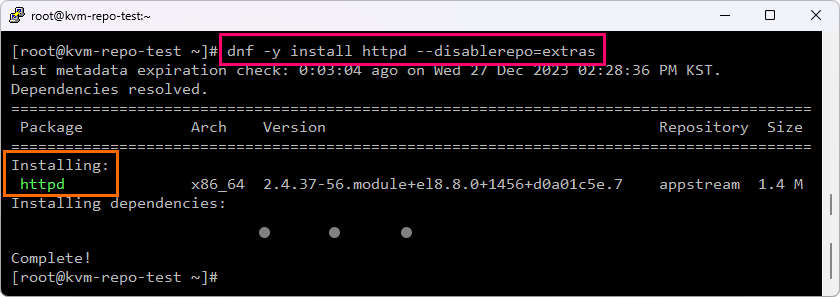 root@kvm-repo-test:~
[root@kvm-repo-test ~]# dnf -y install httpd --disablerepo=extras
Last metadata expiration check: 0:03:04 ago on Wed 27 Dec 2023 02:28:36 PM KST.
Dependencies resolved.
================================================================================
Package Arch Version Repository Size
================================================================================
Installing:
httpd x86_64 2.4.37-56.module+el8.8.0+1456+d0a01c5e.7 appstream 1.4 M
Installing dependencies:
Complete!
[root@kvm-repo-test ~]#